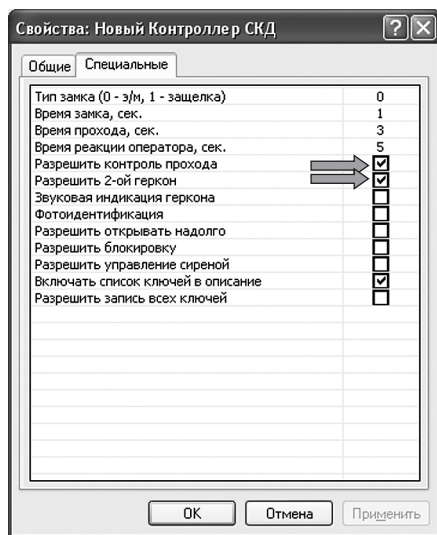 Свойства: Новый Контроллер СКД
Общие Специальные
Тип замка (0 - э/м, 1 - защелка) 0
Время замка, сек. 1
Время прохода, сек. 3
Время реакции оператора, сек. 5
Разрешить контроль прохода
Разрешить 2-ой геркон
Звуковая индикация геркона
Фотоидентификация
Разрешить открывать надолго
Разрешить блокировку
Разрешить управление сиреной
Включать список ключей в описание
Разрешить запись всех ключей
OK Отмена Применить